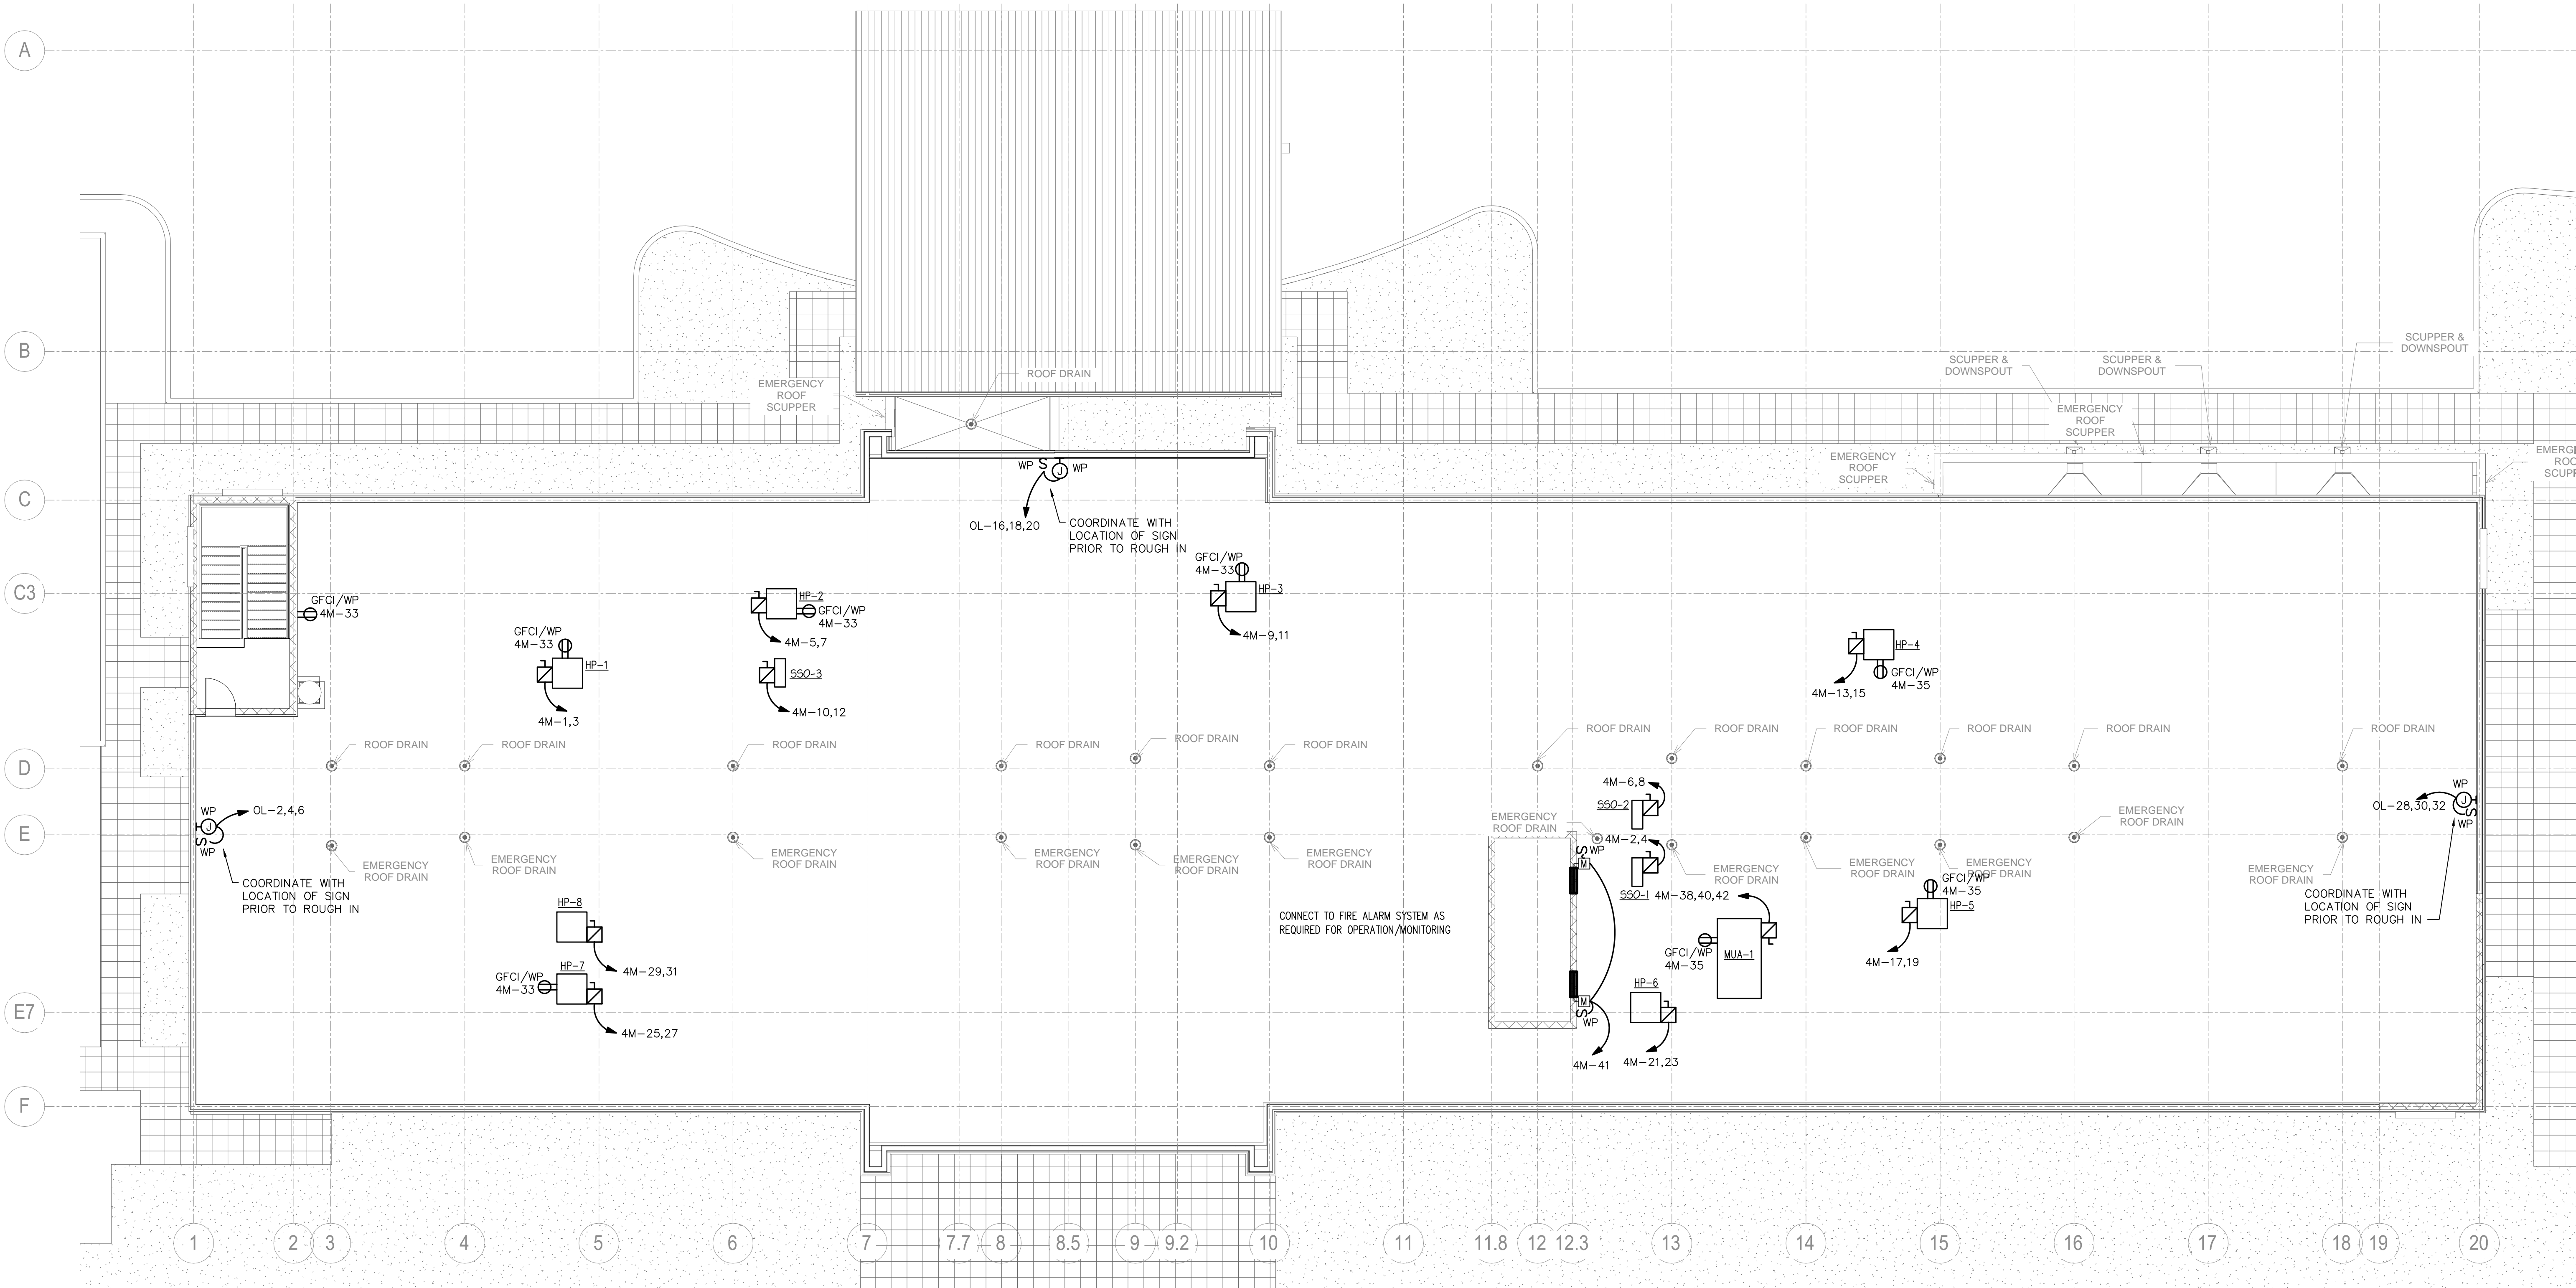 A
B
ROOF DRAIN
EMERGENCY
ROOF
SCUPPER
SCUPPER &
DOWNSPOUT
SCUPPER &
DOWNSPOUT
SCUPPER &
DOWNSPOUT
EMERGENCY
ROOF
SCUPPER
EMERGENCY
ROOF
SCUPPER
WP S J WP
C
OL-16,18,20
COORDINATE WITH
LOCATION OF SIGN
PRIOR TO ROUGH IN
C3
GFCI/WP
4M-33
GFCI/WP
4M-33
HP-1
4M-1,3
HP-2
GFCI/WP
4M-33
4M-5,7
SSO-3
4M-10,12
GFCI/WP
4M-33
HP-3
4M-9,11
HP-4
GFCI/WP
4M-35
4M-13,15
ROOF DRAIN
ROOF DRAIN
ROOF DRAIN
ROOF DRAIN
ROOF DRAIN
ROOF DRAIN
ROOF DRAIN
ROOF DRAIN
ROOF DRAIN
ROOF DRAIN
ROOF DRAIN
ROOF DRAIN
D
WP
J
OL-2,4,6
S
WP
COORDINATE WITH
LOCATION OF SIGN
PRIOR TO ROUGH IN
E
EMERGENCY
ROOF DRAIN
EMERGENCY
ROOF DRAIN
EMERGENCY
ROOF DRAIN
EMERGENCY
ROOF DRAIN
EMERGENCY
ROOF DRAIN
EMERGENCY
ROOF DRAIN
EMERGENCY
ROOF DRAIN
4M-6,8
SSO-2
4M-2,4
SSO-1
S WP
M
EMERGENCY
ROOF DRAIN
EMERGENCY
ROOF DRAIN
EMERGENCY
ROOF DRAIN
EMERGENCY
ROOF DRAIN
EMERGENCY
ROOF DRAIN
WP
J
OL-28,30,32
S
WP
COORDINATE WITH
LOCATION OF SIGN
PRIOR TO ROUGH IN
HP-8
4M-29,31
HP-7
GFCI/WP
4M-33
4M-25,27
CONNECT TO FIRE ALARM SYSTEM AS
REQUIRED FOR OPERATION/MONITORING
4M-38,40,42
GFCI/WP
4M-35
MUA-1
GFCI/WP
4M-35
HP-5
4M-17,19
HP-6
M
S
WP
4M-41
4M-21,23
E7
F
1
2
3
4
5
6
7
7.7
8
8.5
9
9.2
10
11
11.8
12
12.3
13
14
15
16
17
18
19
20